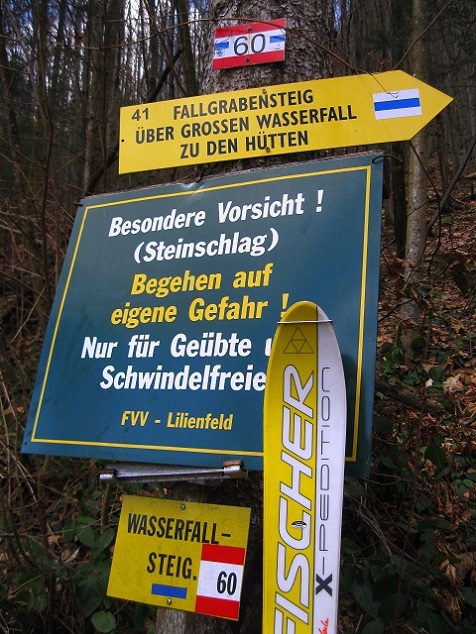 60
41 FALLGRABENSTEIG
ÜBER GROSSEN WASSERFALL
ZU DEN HÜTTEN
Besondere Vorsicht !
(Steinschlag)
Begehen auf
eigene Gefahr !
Nur für Geübte
Schwindelfreie
FVV - Lilienfeld
WASSERFALL-
STEIG.
60
FISCHER
X-PEDITION